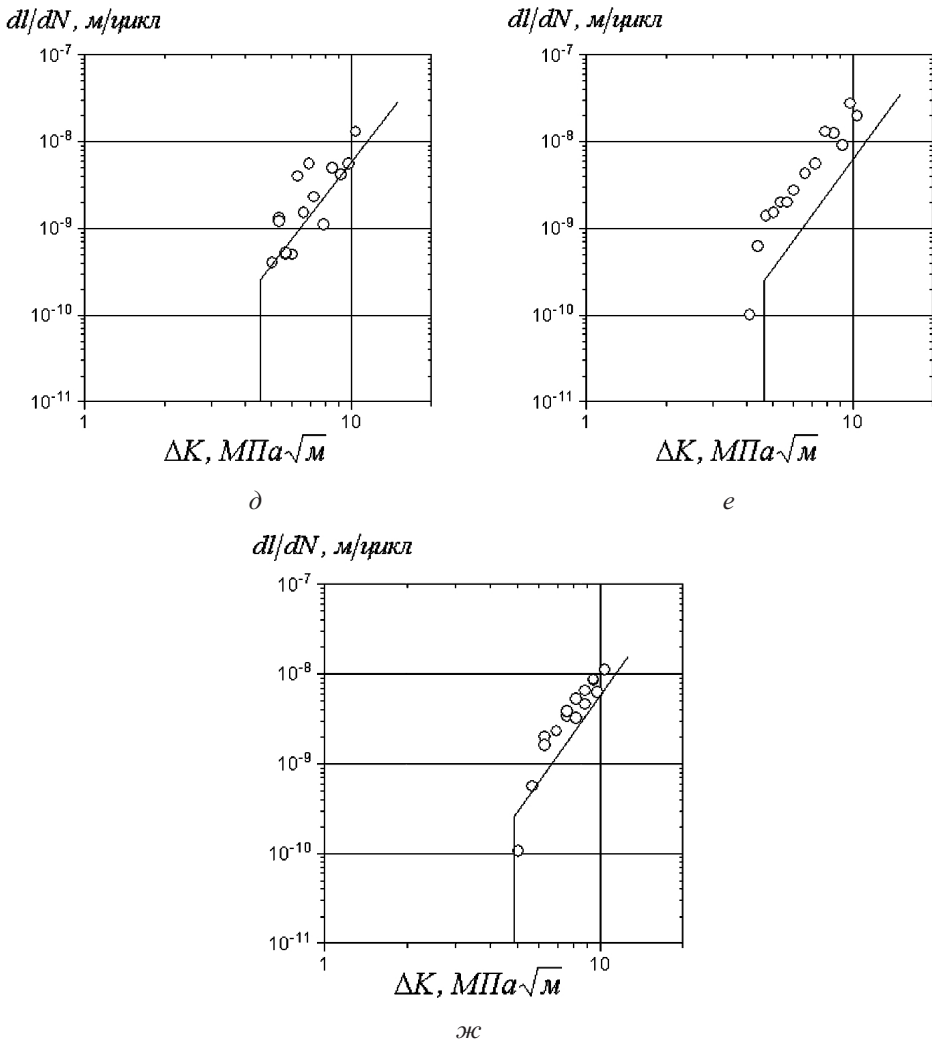 dl/dN, м/цикл dl/dN, м/цикл
10⁻⁷ 10⁻⁷
10⁻⁸ 10⁻⁸
10⁻⁹ 10⁻⁹
10⁻¹⁰ 10⁻¹⁰
10⁻¹¹ 10⁻¹¹
1 10 1 10
ΔK, МПа√м ΔK, МПа√м
д е
dl/dN, м/цикл
10⁻⁷
10⁻⁸
10⁻⁹
10⁻¹⁰
10⁻¹¹
1 10
ΔK, МПа√м
ж